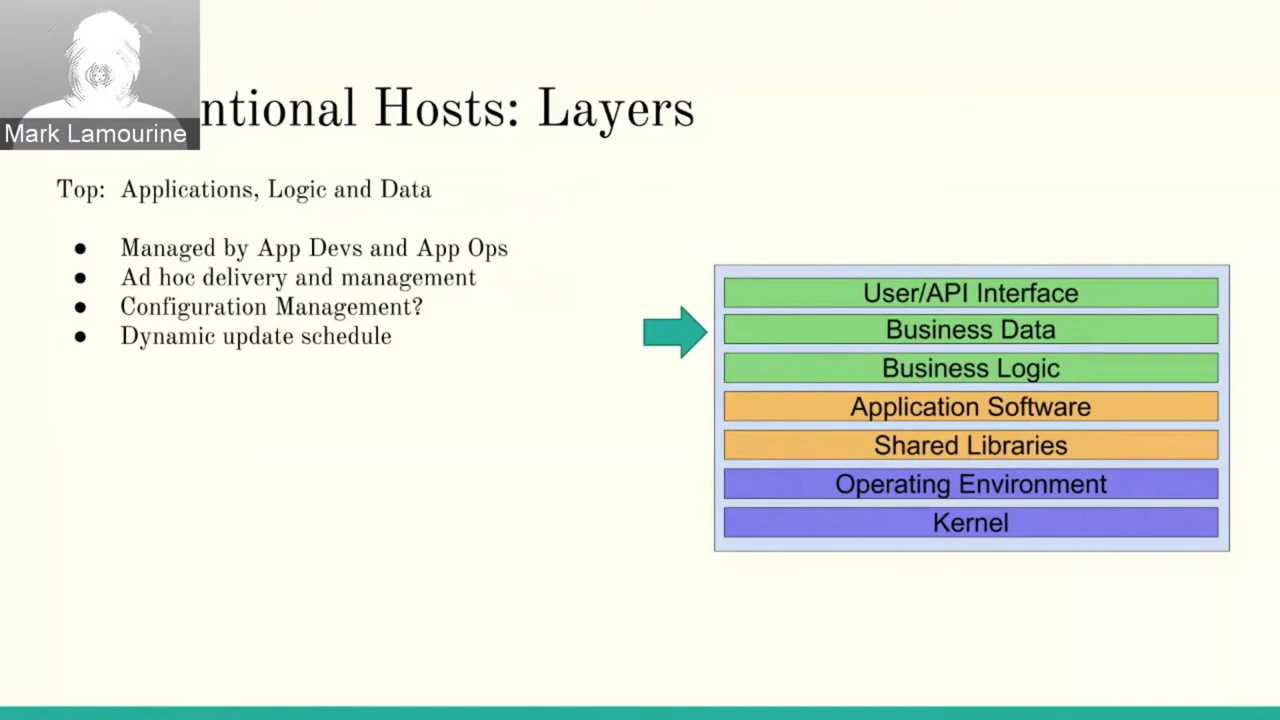 Mark Lamourine
ntional Hosts: Layers
Top: Applications, Logic and Data
● Managed by App Devs and App Ops
● Ad hoc delivery and management
● Configuration Management?
● Dynamic update schedule
User/API Interface
Business Data
Business Logic
Application Software
Shared Libraries
Operating Environment
Kernel